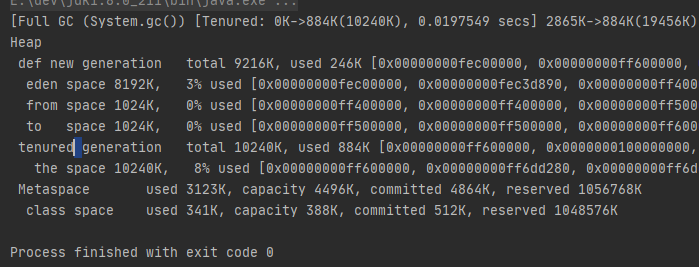 E:\dev\jdk1.8.0_211\bin\java.exe ...
[Full GC (System.gc()) [Tenured: 0K->884K(10240K), 0.0197549 secs] 2865K->884K(19456K)
Heap
def new generation   total 9216K, used 246K [0x00000000fec00000, 0x00000000ff600000,
eden space 8192K,   3% used [0x00000000fec00000, 0x00000000fec3d890, 0x00000000ff400
from space 1024K,   0% used [0x00000000ff400000, 0x00000000ff400000, 0x00000000ff500
to   space 1024K,   0% used [0x00000000ff500000, 0x00000000ff500000, 0x00000000ff600
tenured generation   total 10240K, used 884K [0x00000000ff600000, 0x0000000100000000,
the space 10240K,   8% used [0x00000000ff600000, 0x00000000ff6dd280, 0x00000000ff6d
Metaspace       used 3123K, capacity 4496K, committed 4864K, reserved 1056768K
class space    used 341K, capacity 388K, committed 512K, reserved 1048576K
Process finished with exit code 0